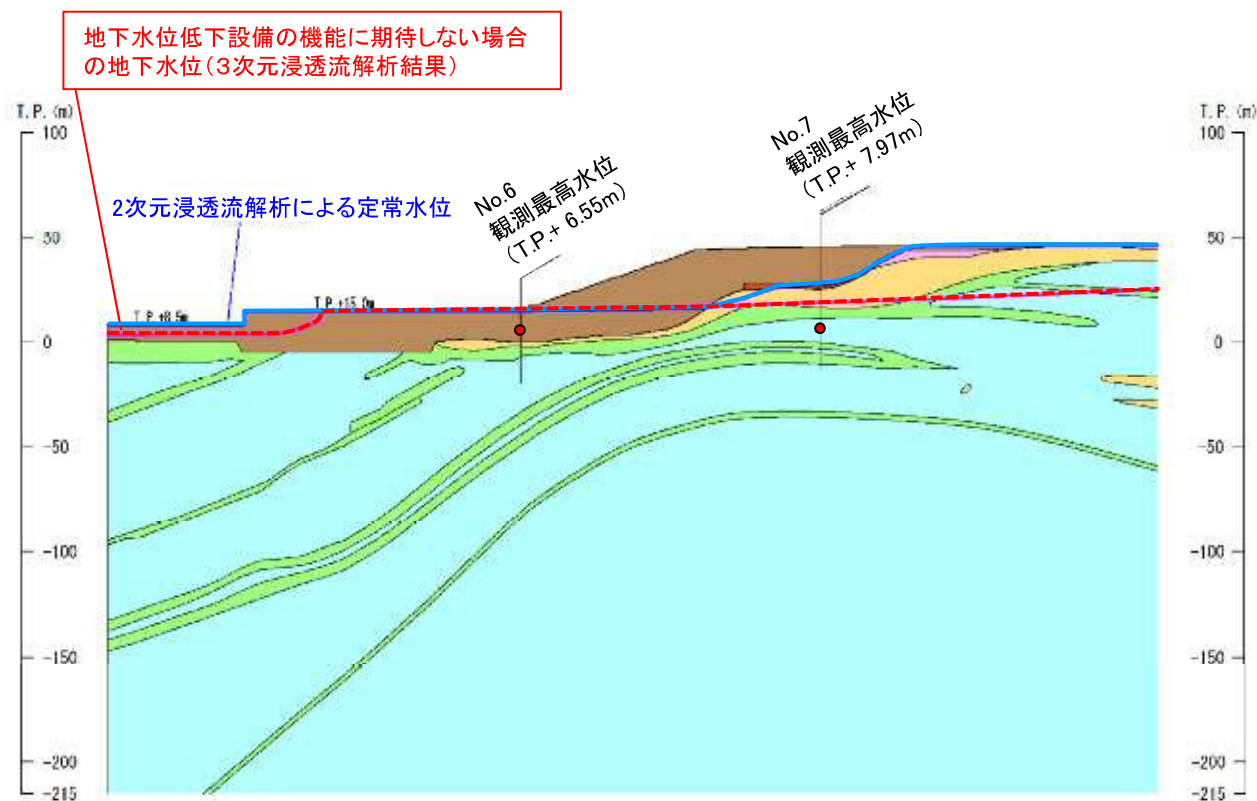 地下水位低下設備の機能に期待しない場合
の地下水位(3次元浸透流解析結果)
T.P.(m)
T.P.(m)
100
100
No.7
観測最高水位
(T.P.+ 7.97m)
No.6
観測最高水位
(T.P.+ 6.55m)
2次元浸透流解析による定常水位
50
50
T.P.+15.0m
T.P.+8.5m
0
0
-50
-50
-100
-100
-150
-150
-200
-200
-215
-215